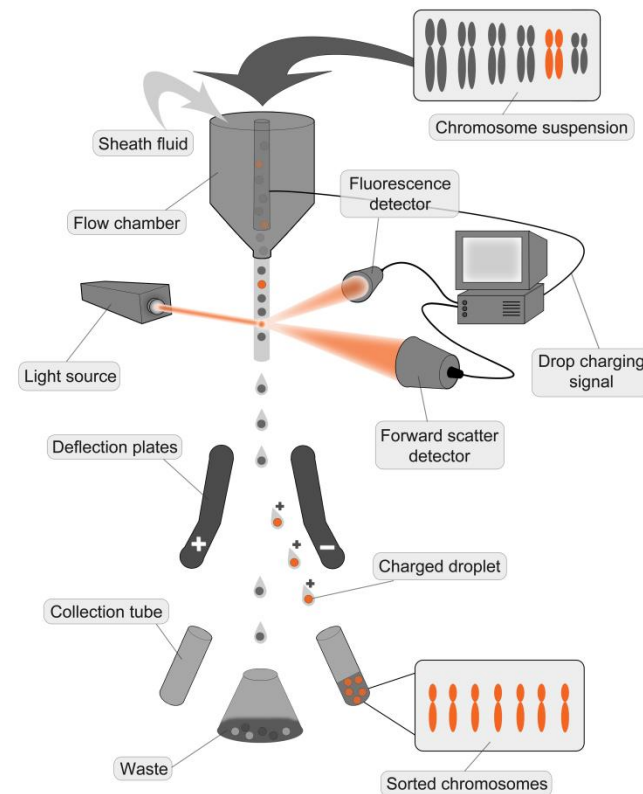 Chromosome suspension
Sheath fluid
Fluorescence
detector
Flow chamber
Light source
Drop charging
signal
Forward scatter
detector
Deflection plates
+
−
+
+
+
Charged droplet
Collection tube
Waste
Sorted chromosomes